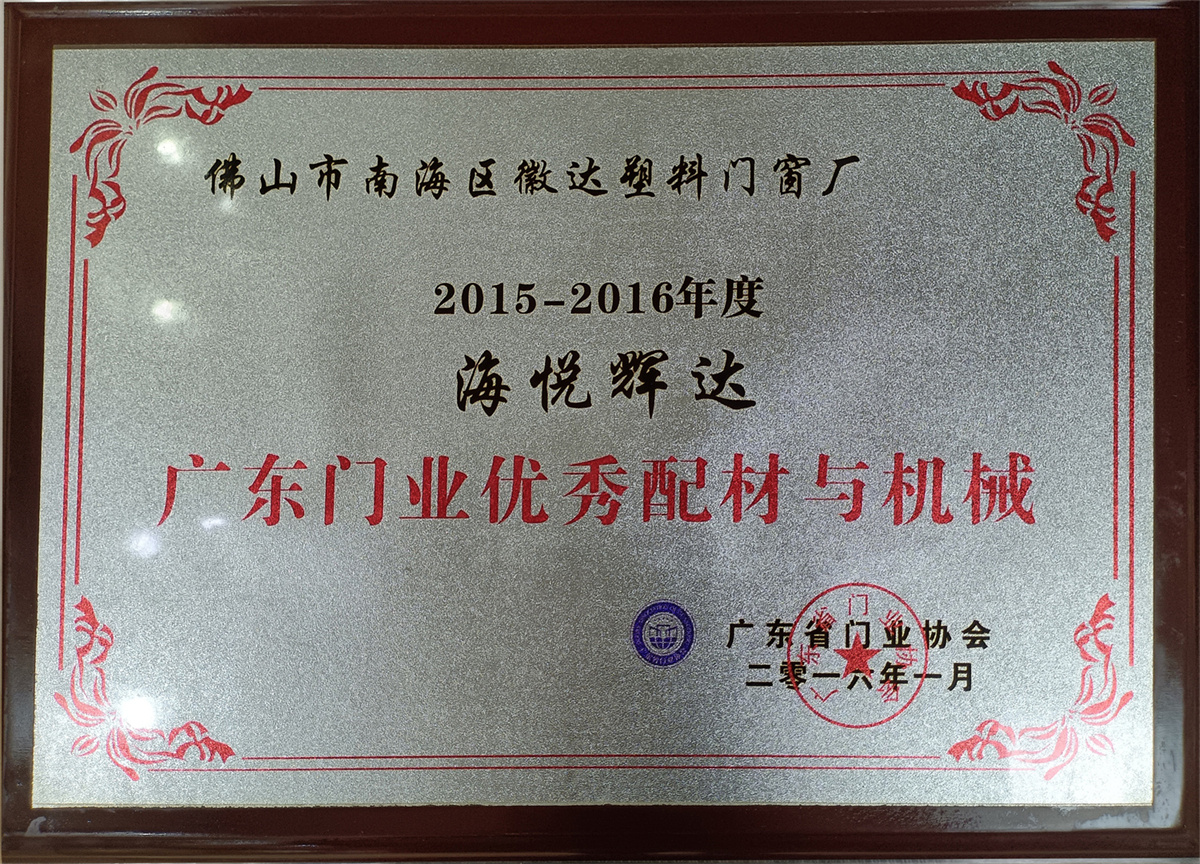 佛山市南海区徽达塑料门窗厂
2015-2016年度
海悦辉达
广东门业优秀配材与机械
广东省门业协会
二零一六年一月